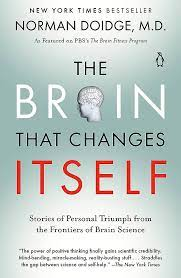 NEW YORK TIMES BESTSELLER
NORMAN DOIDGE, M.D.
As Featured on PBS's The Brain Fitness Program
THE
BRAIN
THAT CHANGES
ITSELF
Stories of Personal Triumph from
the Frontiers of Brain Science
"The power of positive thinking finally gains scientific credibility.
Mind-bending, miracle-making, reality-busting stuff . . . Straddles
the gap between science and self-help." —The New York Times